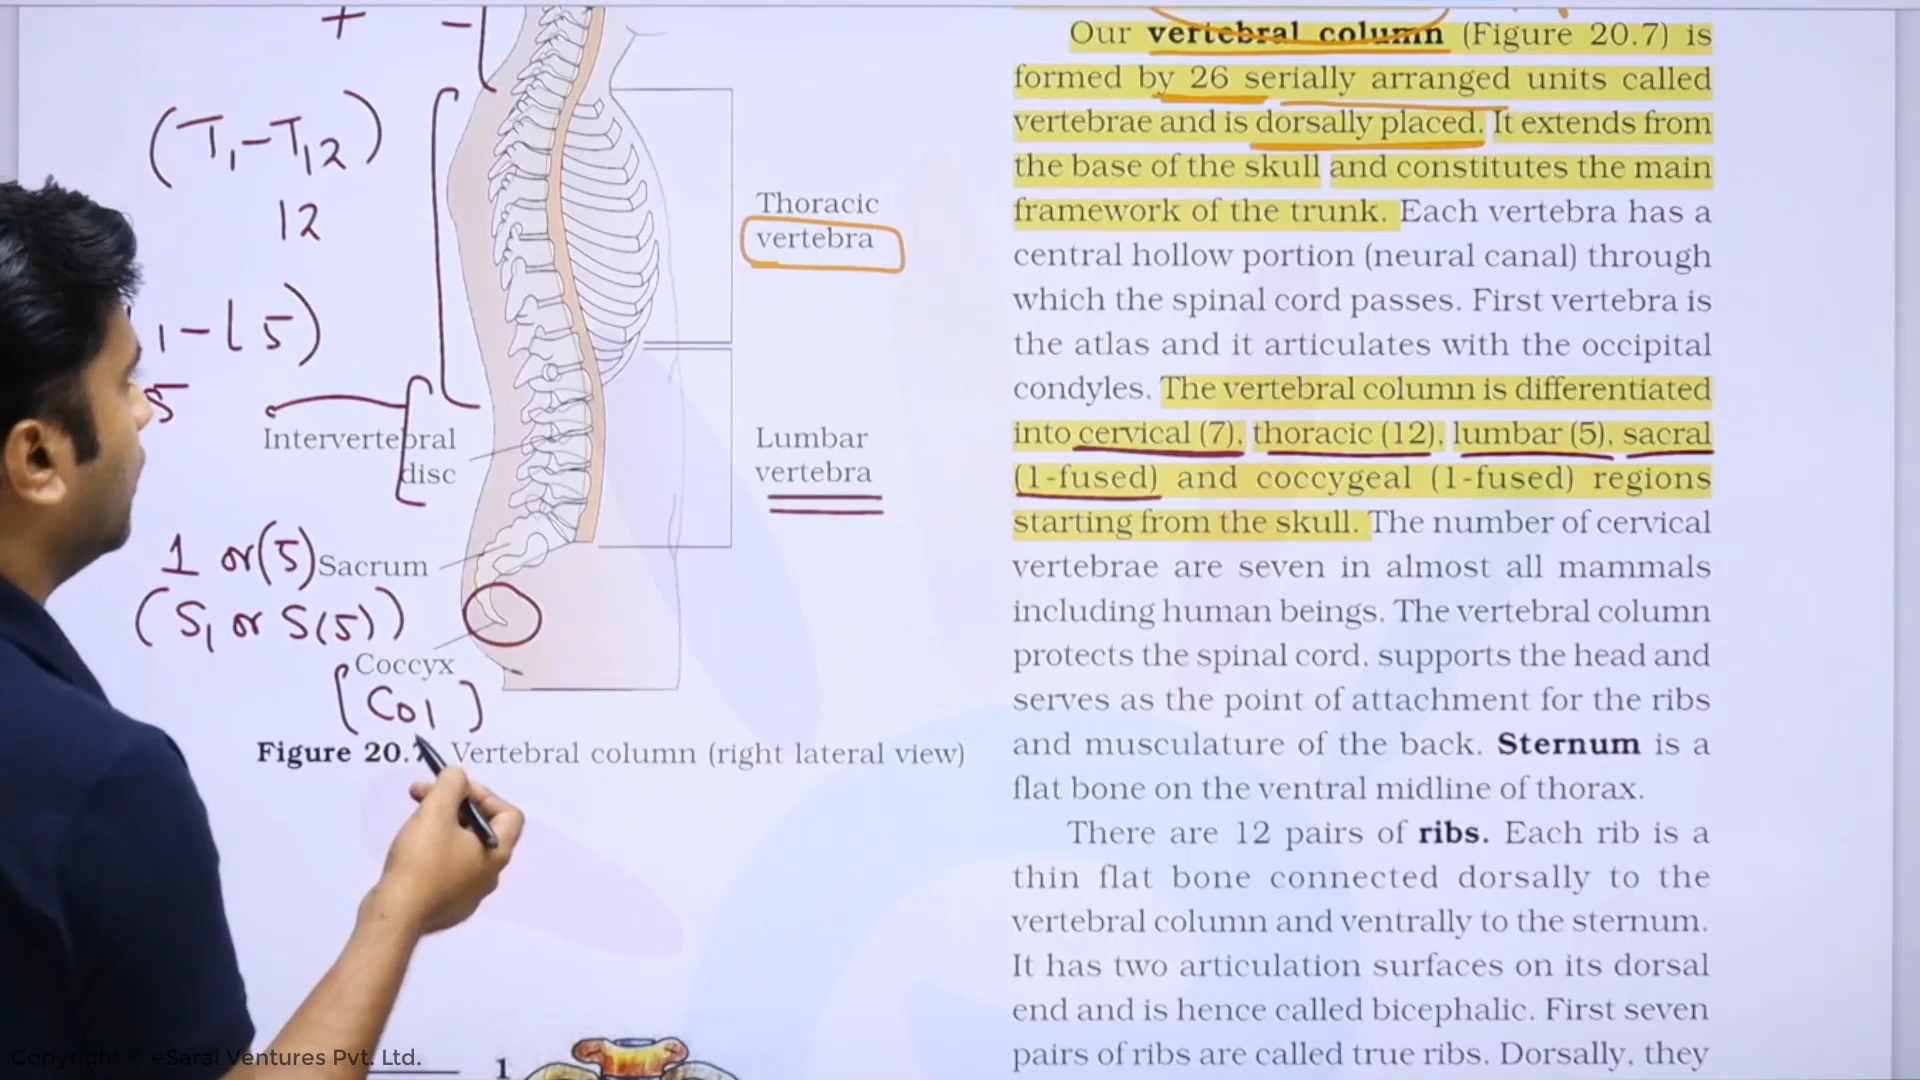 + -
(T1-T12)
12
1-L5)
5
Thoracic
vertebra
Intervertebral
disc
Lumbar
vertebra
1 or (5)
Sacrum
(S1 or S(5))
Coccyx
[Co1]
Figure 20. Vertebral column (right lateral view)
1
Our vertebral column (Figure 20.7) is
formed by 26 serially arranged units called
vertebrae and is dorsally placed. It extends from
the base of the skull and constitutes the main
framework of the trunk. Each vertebra has a
central hollow portion (neural canal) through
which the spinal cord passes. First vertebra is
the atlas and it articulates with the occipital
condyles. The vertebral column is differentiated
into cervical (7), thoracic (12), lumbar (5), sacral
(1-fused) and coccygeal (1-fused) regions
starting from the skull. The number of cervical
vertebrae are seven in almost all mammals
including human beings. The vertebral column
protects the spinal cord, supports the head and
serves as the point of attachment for the ribs
and musculature of the back. Sternum is a
flat bone on the ventral midline of thorax.
There are 12 pairs of ribs. Each rib is a
thin flat bone connected dorsally to the
vertebral column and ventrally to the sternum.
It has two articulation surfaces on its dorsal
end and is hence called bicephalic. First seven
pairs of ribs are called true ribs. Dorsally, they
Copyright © eSaral Ventures Pvt. Ltd.